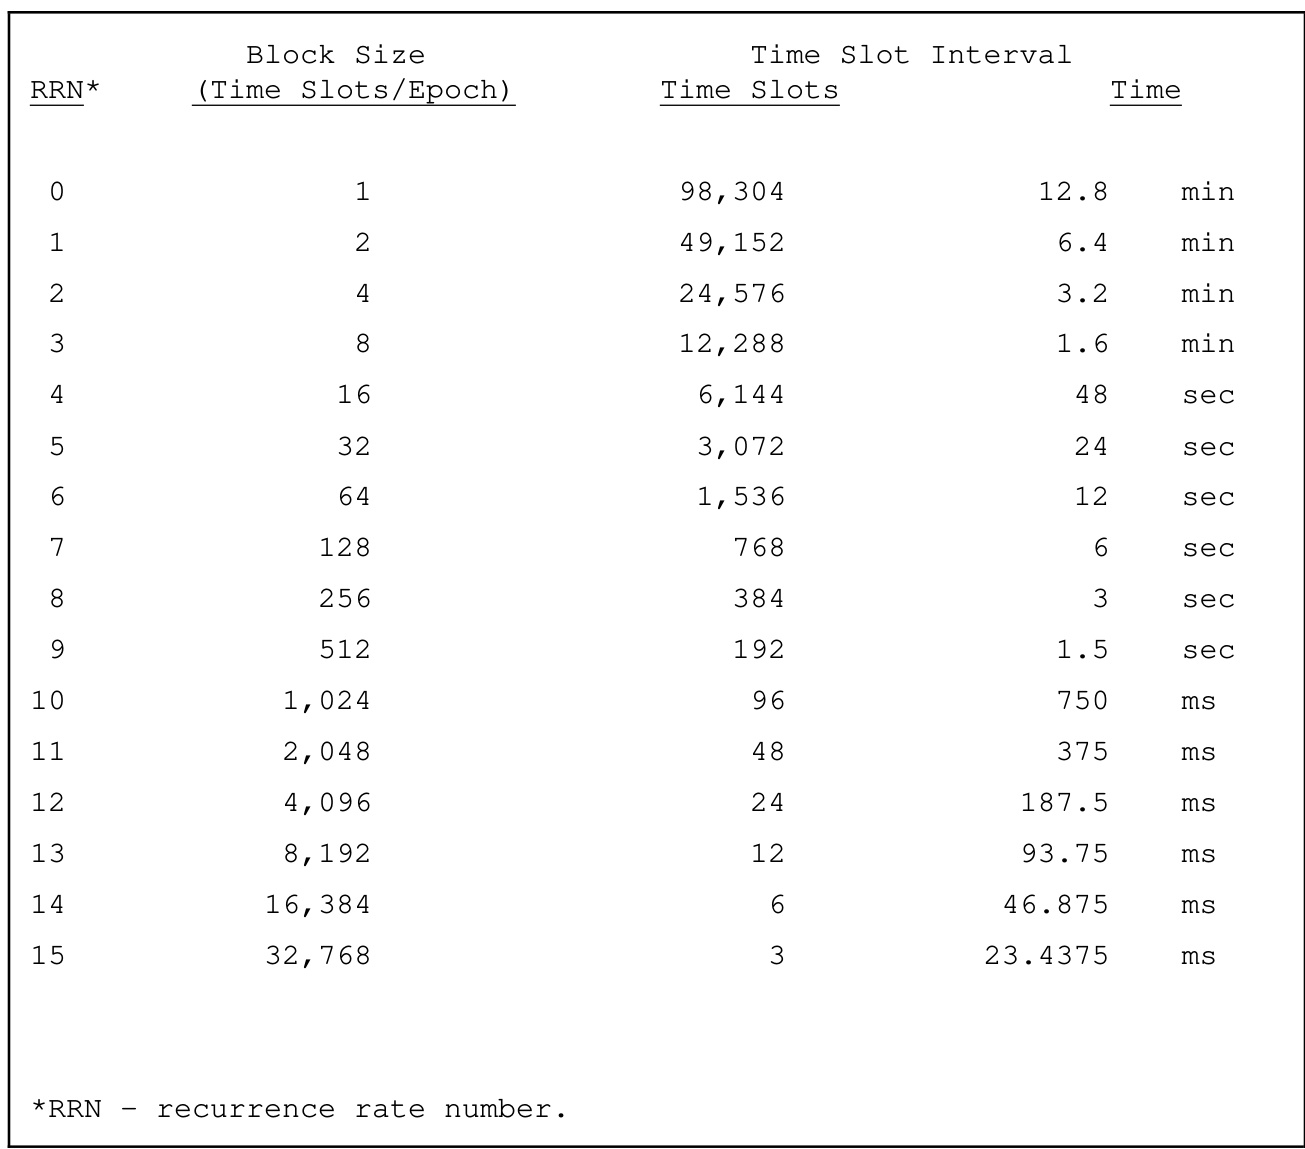 Block Size Time Slot Interval
RRN* (Time Slots/Epoch) Time Slots Time
0 1 98,304 12.8 min
1 2 49,152 6.4 min
2 4 24,576 3.2 min
3 8 12,288 1.6 min
4 16 6,144 48 sec
5 32 3,072 24 sec
6 64 1,536 12 sec
7 128 768 6 sec
8 256 384 3 sec
9 512 192 1.5 sec
10 1,024 96 750 ms
11 2,048 48 375 ms
12 4,096 24 187.5 ms
13 8,192 12 93.75 ms
14 16,384 6 46.875 ms
15 32,768 3 23.4375 ms
*RRN – recurrence rate number.